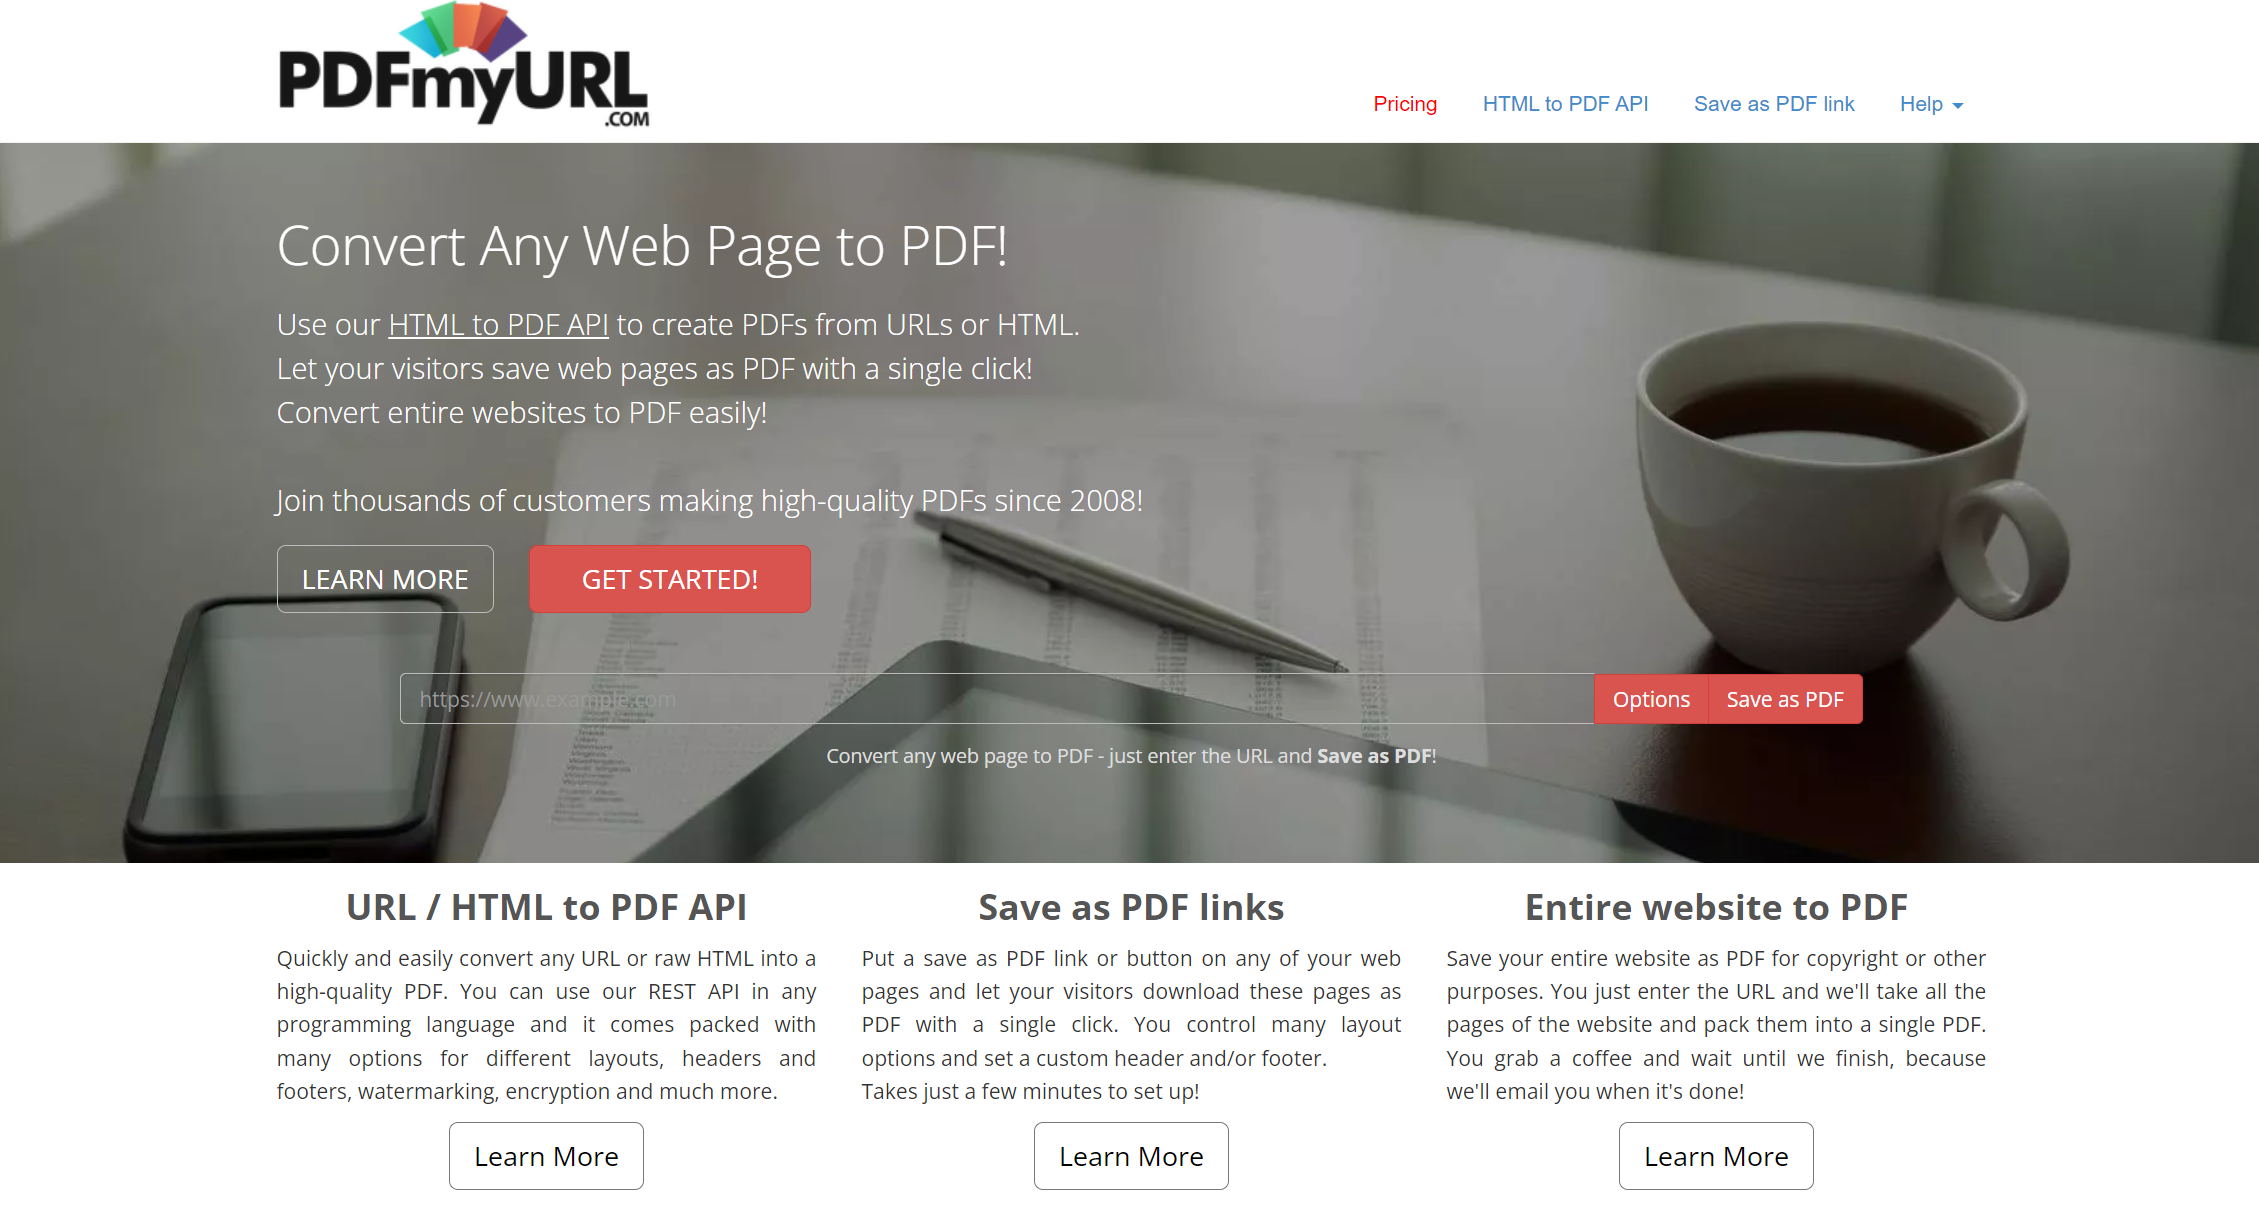 PDFmyURL
.COM
Pricing
HTML to PDF API
Save as PDF link
Help
Convert Any Web Page to PDF!
Use our HTML to PDF API to create PDFs from URLs or HTML.
Let your visitors save web pages as PDF with a single click!
Convert entire websites to PDF easily!
Join thousands of customers making high-quality PDFs since 2008!
LEARN MORE
GET STARTED!
https://www.example.com
Options
Save as PDF
Convert any web page to PDF - just enter the URL and Save as PDF!
URL / HTML to PDF API
Quickly and easily convert any URL or raw HTML into a
high-quality PDF. You can use our REST API in any
programming language and it comes packed with
many options for different layouts, headers and
footers, watermarking, encryption and much more.
Learn More
Save as PDF links
Put a save as PDF link or button on any of your web
pages and let your visitors download these pages as
PDF with a single click. You control many layout
options and set a custom header and/or footer.
Takes just a few minutes to set up!
Learn More
Entire website to PDF
Save your entire website as PDF for copyright or other
purposes. You just enter the URL and we'll take all the
pages of the website and pack them into a single PDF.
You grab a coffee and wait until we finish, because
we'll email you when it's done!
Learn More